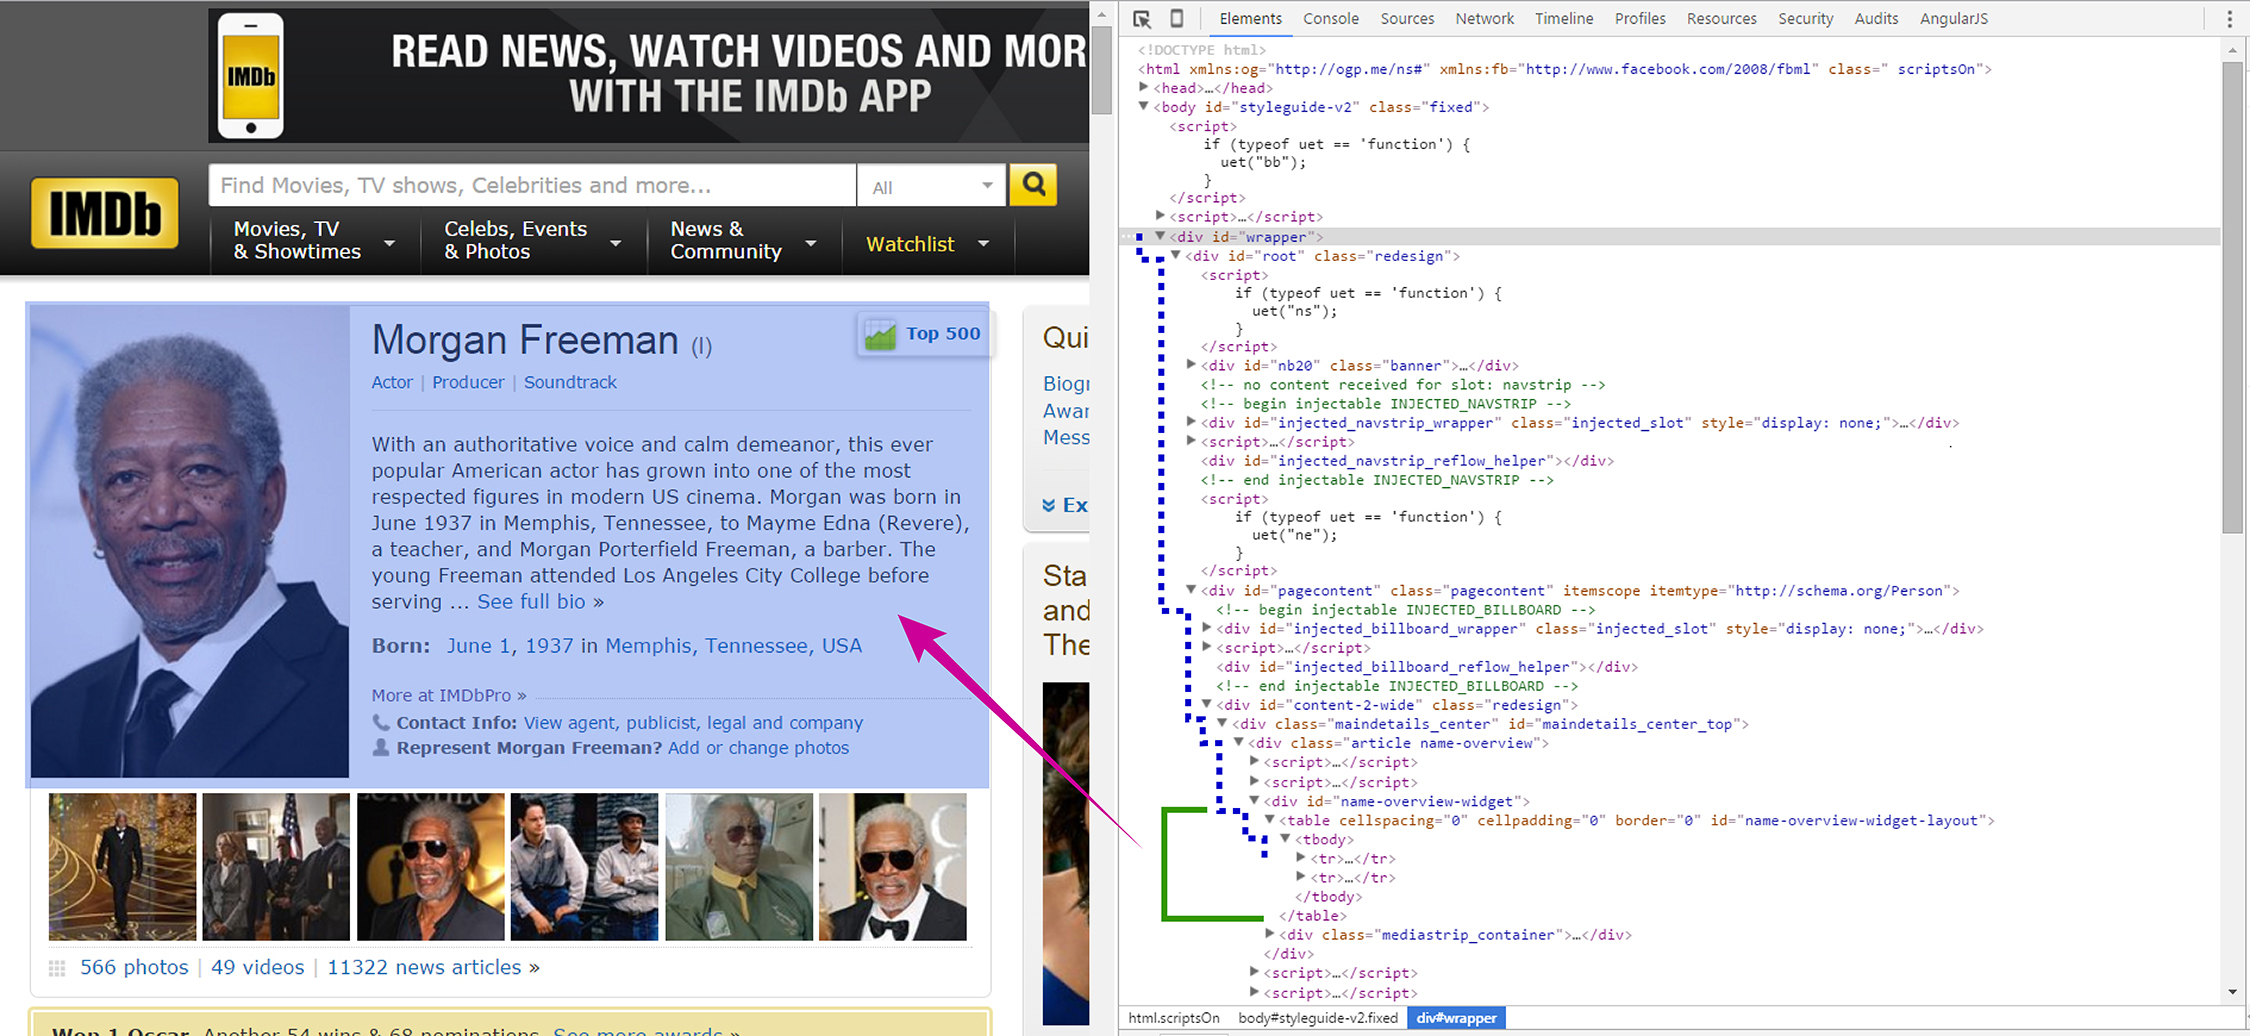 READ NEWS, WATCH VIDEOS AND MOR
WITH THE IMDb APP
IMDb
Find Movies, TV shows, Celebrities and more...
All
IMDb
Movies, TV
& Showtimes
Celebs, Events
& Photos
News &
Community
Watchlist
Morgan Freeman (I)
Top 500
Actor | Producer | Soundtrack
With an authoritative voice and calm demeanor, this ever
popular American actor has grown into one of the most
respected figures in modern US cinema. Morgan was born in
June 1937 in Memphis, Tennessee, to Mayme Edna (Revere),
a teacher, and Morgan Porterfield Freeman, a barber. The
young Freeman attended Los Angeles City College before
serving ... See full bio »
Born: June 1, 1937 in Memphis, Tennessee, USA
More at IMDbPro »
Contact Info: View agent, publicist, legal and company
Represent Morgan Freeman? Add or change photos
566 photos | 49 videos | 11322 news articles »
Won 1 Oscar. Another 54 wins & 68 nominations. See more awards »
Qui
Biogr
Awar
Mess
Ex
Sta
and
The
Elements Console Sources Network Timeline Profiles Resources Security Audits AngularJS
<!DOCTYPE html>
<html xmlns:og="http://ogp.me/ns#" xmlns:fb="http://www.facebook.com/2008/fbml" class=" scriptsOn">
<head>…</head>
<body id="styleguide-v2" class="fixed">
<script>
if (typeof uet == 'function') {
uet("bb");
}
</script>
<script>…</script>
<div id="wrapper">
<div id="root" class="redesign">
<script>
if (typeof uet == 'function') {
uet("ns");
}
</script>
<div id="nb20" class="banner">…</div>
<!-- no content received for slot: navstrip -->
<!-- begin injectable INJECTED_NAVSTRIP -->
<div id="injected_navstrip_wrapper" class="injected_slot" style="display: none;">…</div>
<script>…</script>
<div id="injected_navstrip_reflow_helper"></div>
<!-- end injectable INJECTED_NAVSTRIP -->
<script>
if (typeof uet == 'function') {
uet("ne");
}
</script>
<div id="pagecontent" class="pagecontent" itemscope itemtype="http://schema.org/Person">
<!-- begin injectable INJECTED_BILLBOARD -->
<div id="injected_billboard_wrapper" class="injected_slot" style="display: none;">…</div>
<script>…</script>
<div id="injected_billboard_reflow_helper"></div>
<!-- end injectable INJECTED_BILLBOARD -->
<div id="content-2-wide" class="redesign">
<div class="maindetails_center" id="maindetails_center_top">
<div class="article name-overview">
<script>…</script>
<script>…</script>
<div id="name-overview-widget">
<table cellspacing="0" cellpadding="0" border="0" id="name-overview-widget-layout">
<tbody>
<tr>…</tr>
<tr>…</tr>
</tbody>
</table>
<div class="mediastrip_container">…</div>
</div>
<script>…</script>
<script>…</script>
html.scriptsOn body#styleguide-v2.fixed div#wrapper